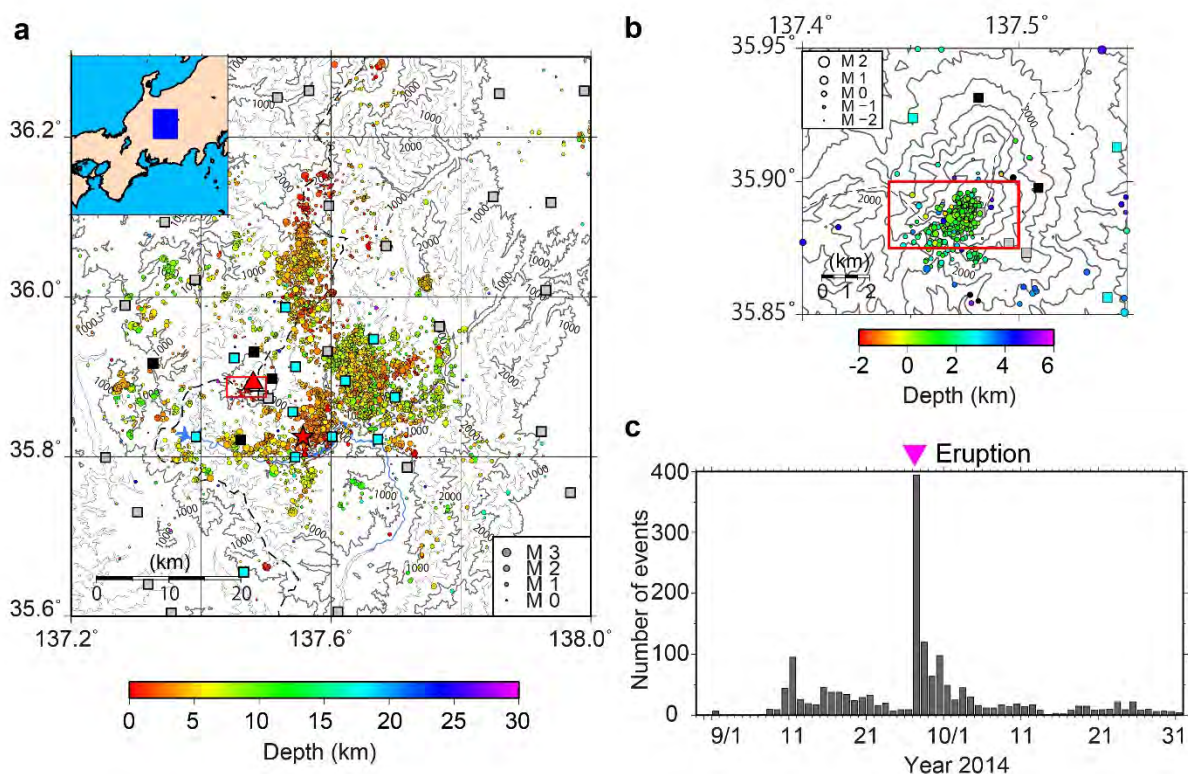 a
36.2˚
36.0˚
35.8˚
35.6˚
137.2˚
137.6˚
138.0˚
1000
2000
(km)
0 10 20
M 3
M 2
M 1
M 0
0 5 10 15 20 25 30
Depth (km)
b
137.4˚ 137.5˚
35.95˚
35.90˚
35.85˚
M 2
M 1
M 0
M −1
M −2
2000
2000
2000
(km)
0 1 2
-2 0 2 4 6
Depth (km)
c
Eruption
400
300
200
100
0
Number of events
9/1 11 21 10/1 11 21 31
Year 2014